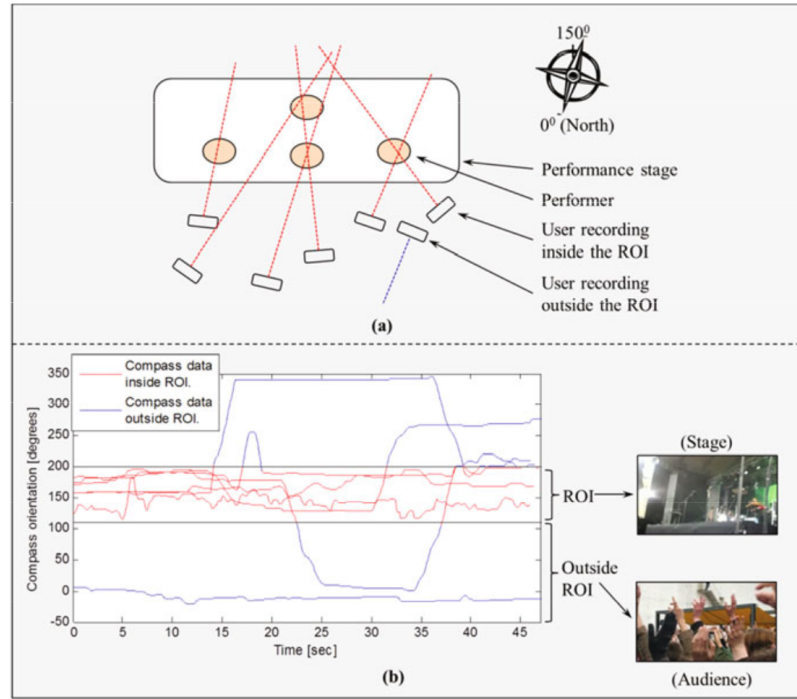 150⁰
0⁰ (North)
Performance stage
Performer
User recording
inside the ROI
User recording
outside the ROI
(a)
Compass data
inside ROI.
Compass data
outside ROI.
Compass orientation [degrees]
350
300
250
200
150
100
50
0
-50
0
5
10
15
20
25
30
35
40
45
Time [sec]
ROI
Outside
ROI
(Stage)
(Audience)
(b)